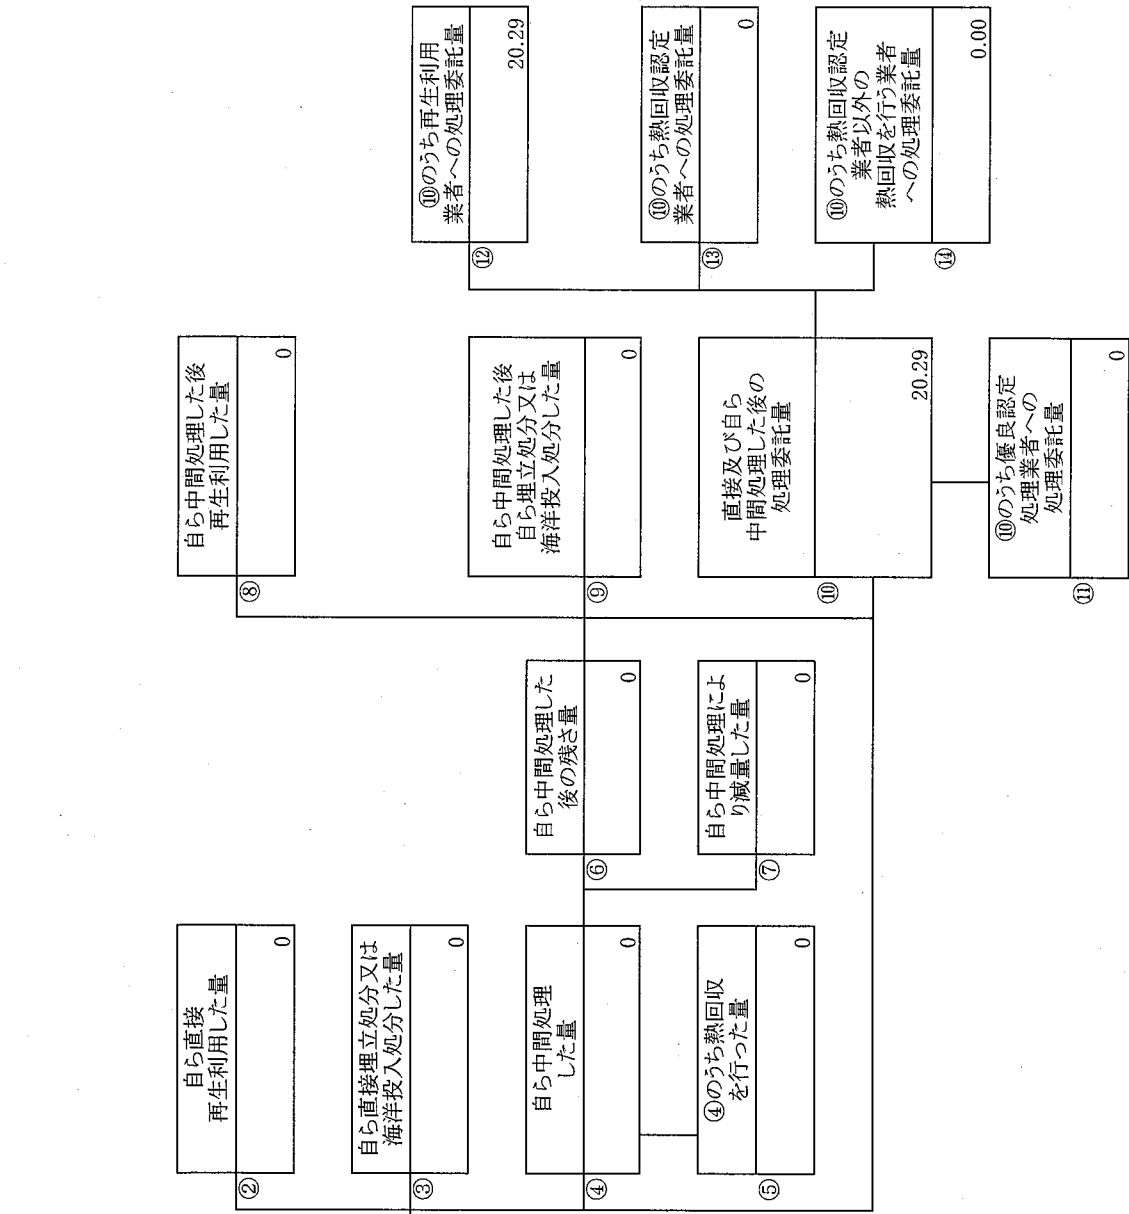 ②
自ら直接
再生利用した量
0
③
自ら直接埋立処分又は
海洋投入処分した量
0
④
自ら中間処理
した量
0
⑤
④のうち熱回収
を行った量
0
⑥
自ら中間処理した
後の残さ量
0
⑦
自ら中間処理によ
り減量した量
0
⑧
自ら中間処理した後
再生利用した量
0
⑨
自ら中間処理した後
自ら埋立処分又は
海洋投入処分した量
0
⑩
直接及び自ら
中間処理した後の
処理委託量
20.29
⑪
⑩のうち優良認定
処理業者への
処理委託量
0
⑫
⑩のうち再生利用
業者への処理委託量
20.29
⑬
⑩のうち熱回収認定
業者への処理委託量
0
⑭
⑩のうち熱回収認定
業者以外の
熱回収を行う業者
への処理委託量
0.00